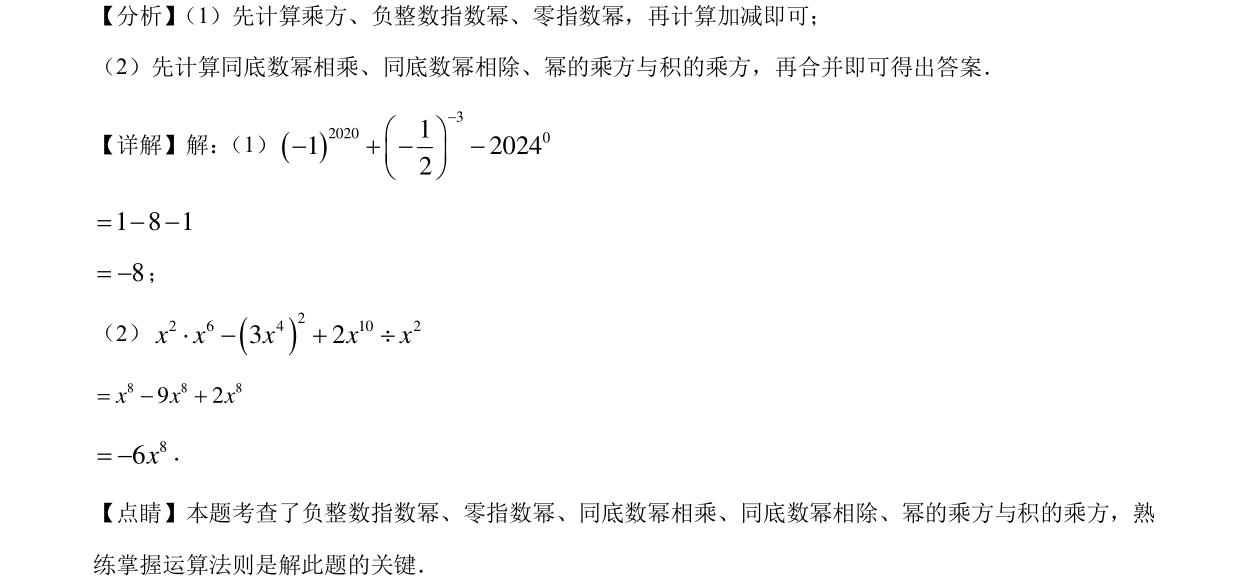 【分析】（1）先计算乘方、负整数指数幂、零指数幂，再计算加减即可；
（2）先计算同底数幂相乘、同底数幂相除、幂的乘方与积的乘方，再合并即可得出答案．
【详解】解：（1）$(-1)^{2020}+\left(-\frac{1}{2}\right)^{-3}-2024^{0}$
$=1-8-1$
$=-8$；
（2）$x^{2}\cdot x^{6}-\left(3x^{4}\right)^{2}+2x^{10}\div x^{2}$
$=x^{8}-9x^{8}+2x^{8}$
$=-6x^{8}$．
【点睛】本题考查了负整数指数幂、零指数幂、同底数幂相乘、同底数幂相除、幂的乘方与积的乘方，熟
练掌握运算法则是解此题的关键．